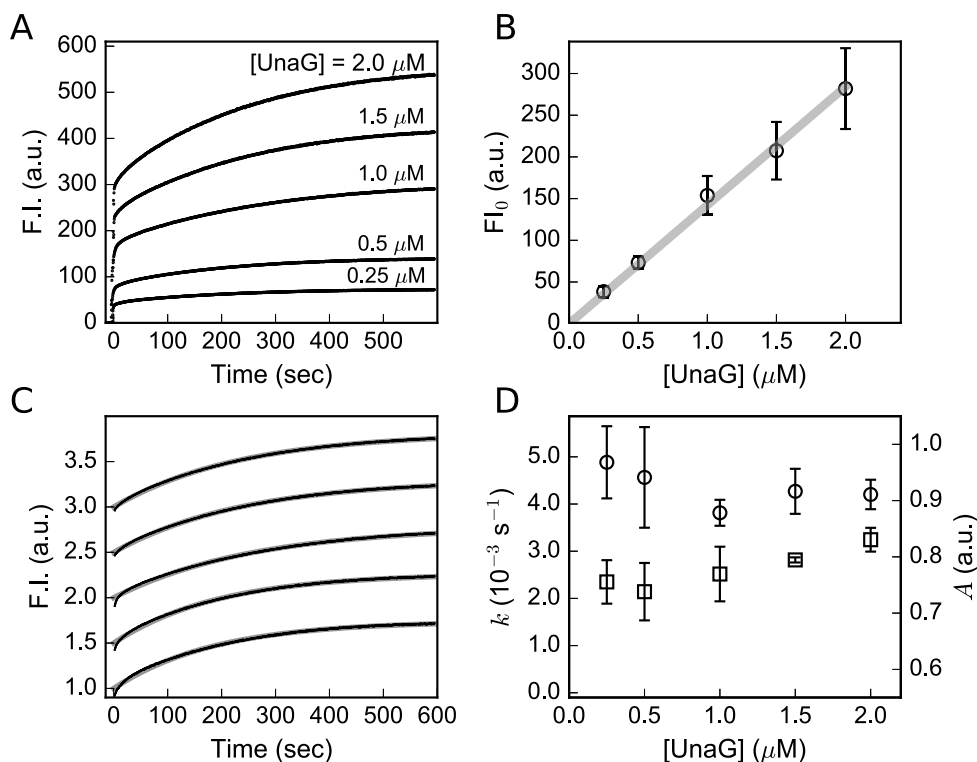 A
F.I. (a.u.)
600
500
400
300
200
100
0
[UnaG] = 2.0 μM
1.5 μM
1.0 μM
0.5 μM
0.25 μM
0 100 200 300 400 500
Time (sec)
B
FI₀ (a.u.)
300
250
200
150
100
50
0
0.0 0.5 1.0 1.5 2.0
[UnaG] (μM)
C
F.I. (a.u.)
3.5
3.0
2.5
2.0
1.5
1.0
0 100 200 300 400 500 600
Time (sec)
D
k (10⁻³ s⁻¹)
5.0
4.0
3.0
2.0
1.0
0.0
1.0
0.9
0.8
0.7
0.6
A (a.u.)
0.0 0.5 1.0 1.5 2.0
[UnaG] (μM)